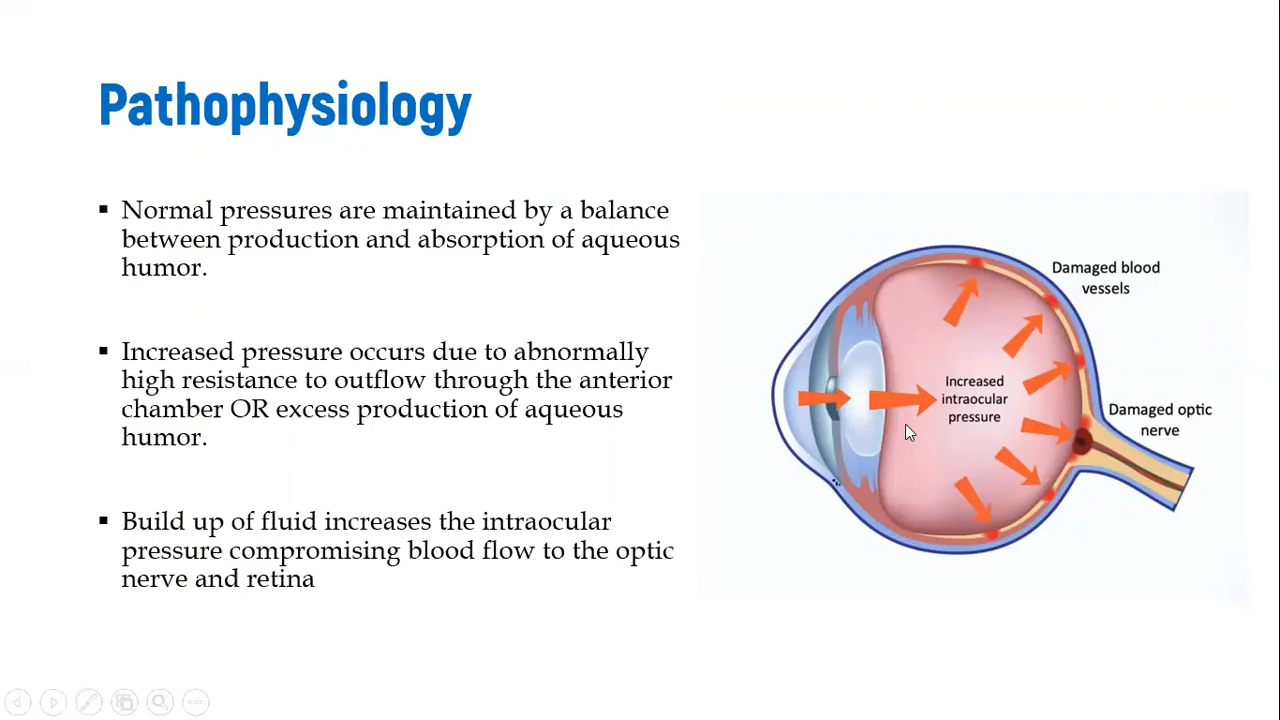 Pathophysiology
▪ Normal pressures are maintained by a balance
between production and absorption of aqueous
humor.
▪ Increased pressure occurs due to abnormally
high resistance to outflow through the anterior
chamber OR excess production of aqueous
humor.
▪ Build up of fluid increases the intraocular
pressure compromising blood flow to the optic
nerve and retina
Damaged blood
vessels
Increased
intraocular
pressure
Damaged optic
nerve